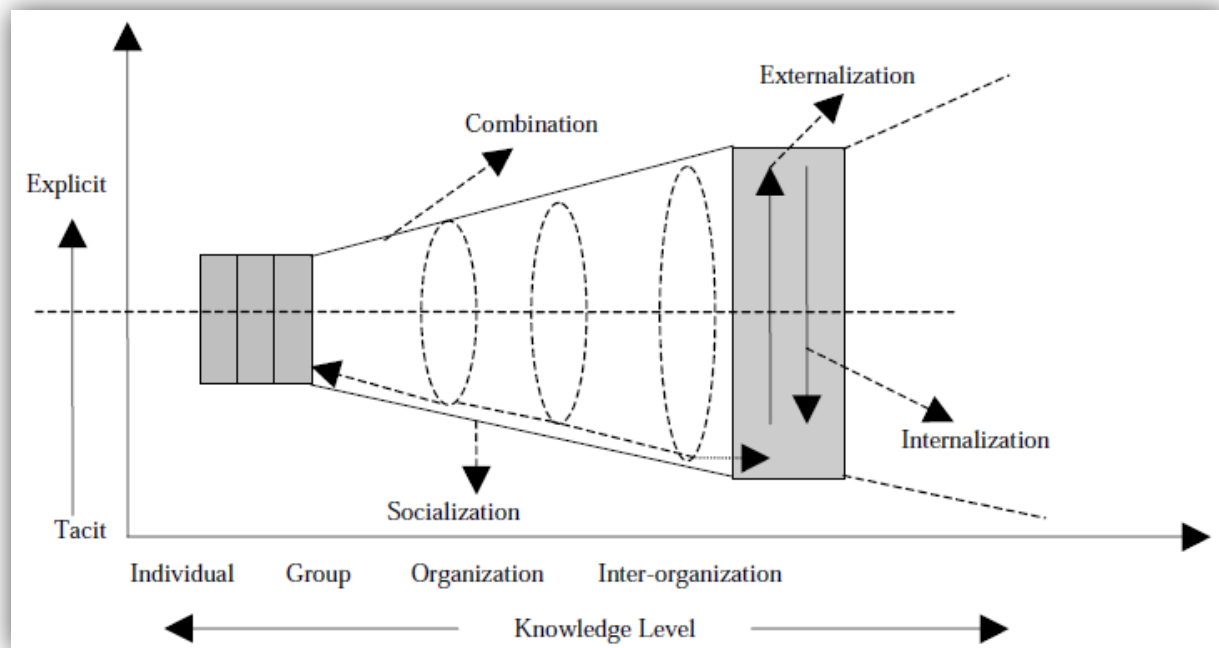 Externalization
Combination
Explicit
Internalization
Socialization
Tacit
Individual Group Organization Inter-organization
Knowledge Level